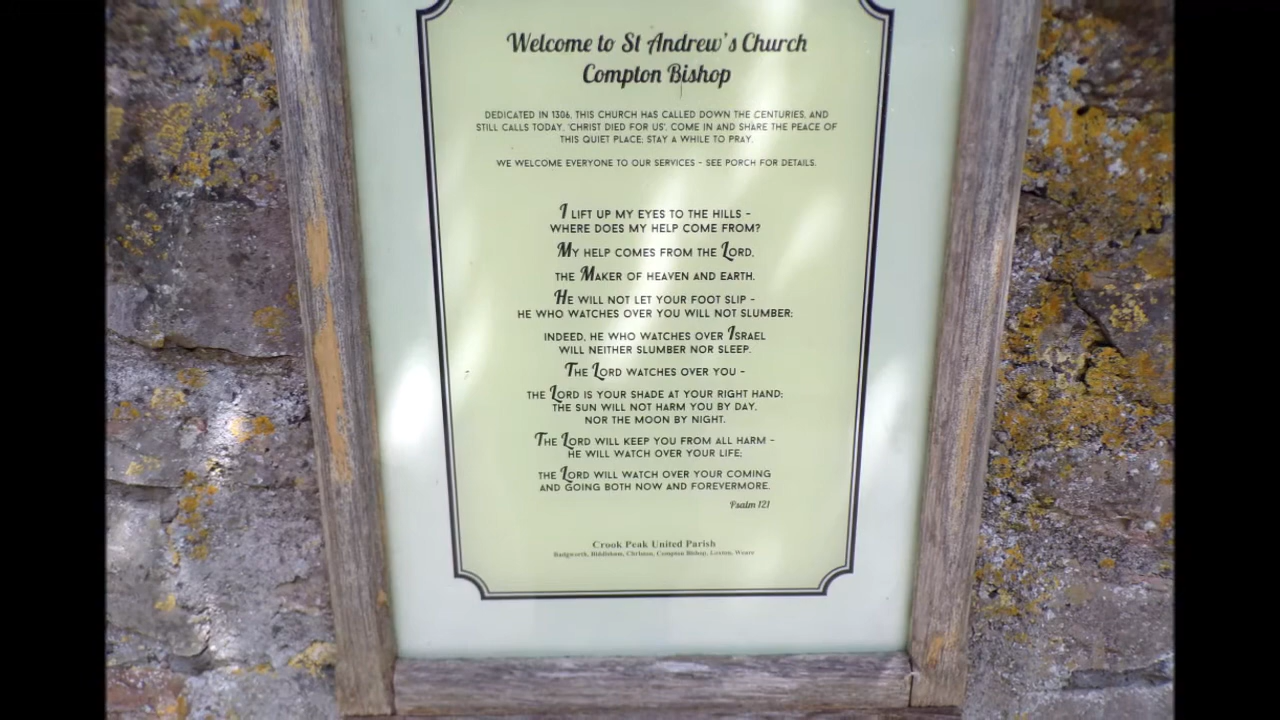 Welcome to St Andrew's Church
Compton Bishop
DEDICATED IN 1306, THIS CHURCH HAS CALLED DOWN THE CENTURIES, AND
STILL CALLS TODAY, 'CHRIST DIED FOR US'. COME IN AND SHARE THE PEACE OF
THIS QUIET PLACE; STAY A WHILE TO PRAY.
WE WELCOME EVERYONE TO OUR SERVICES - SEE PORCH FOR DETAILS.
I LIFT UP MY EYES TO THE HILLS -
WHERE DOES MY HELP COME FROM?
MY HELP COMES FROM THE LORD,
THE MAKER OF HEAVEN AND EARTH.
HE WILL NOT LET YOUR FOOT SLIP -
HE WHO WATCHES OVER YOU WILL NOT SLUMBER;
INDEED, HE WHO WATCHES OVER ISRAEL
WILL NEITHER SLUMBER NOR SLEEP.
THE LORD WATCHES OVER YOU -
THE LORD IS YOUR SHADE AT YOUR RIGHT HAND;
THE SUN WILL NOT HARM YOU BY DAY,
NOR THE MOON BY NIGHT.
THE LORD WILL KEEP YOU FROM ALL HARM -
HE WILL WATCH OVER YOUR LIFE;
THE LORD WILL WATCH OVER YOUR COMING
AND GOING BOTH NOW AND FOREVERMORE.
Psalm 121
Crook Peak United Parish
Badgworth, Biddisham, Christon, Compton Bishop, Loxton, Weare